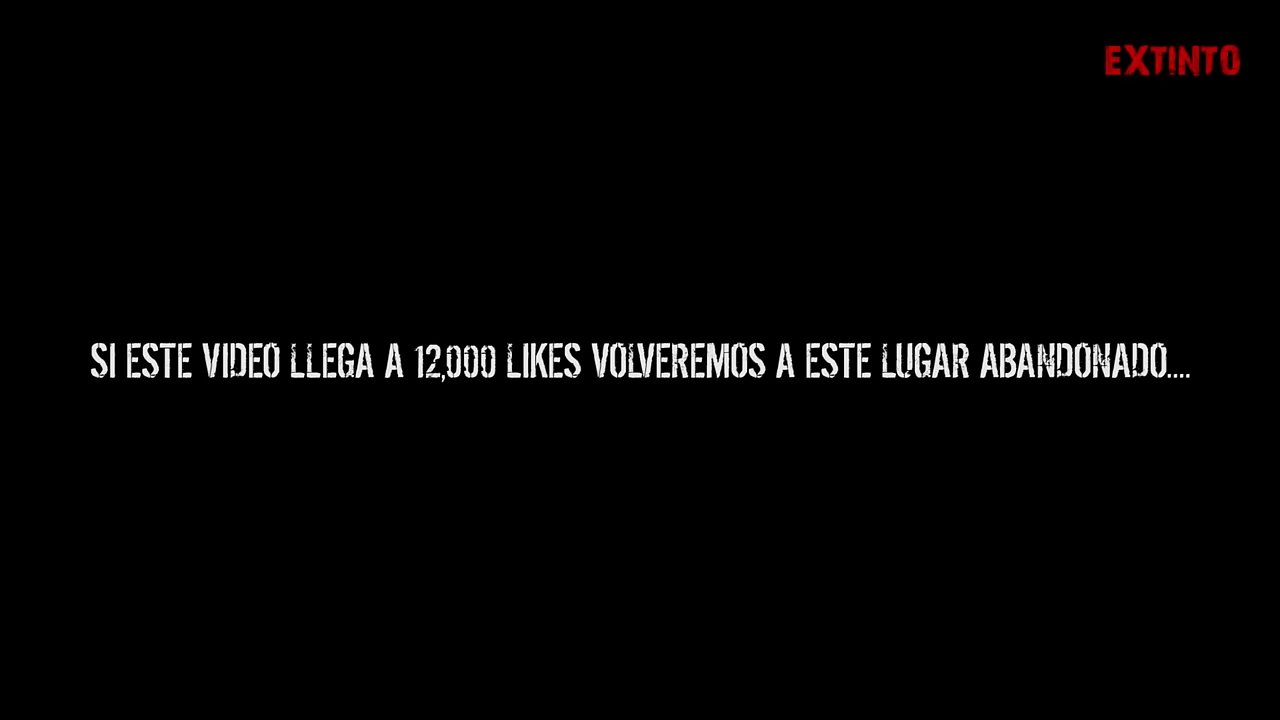 EXTINTO
SI ESTE VIDEO LLEGA A 12,000 LIKES VOLVEREMOS A ESTE LUGAR ABANDONADO....